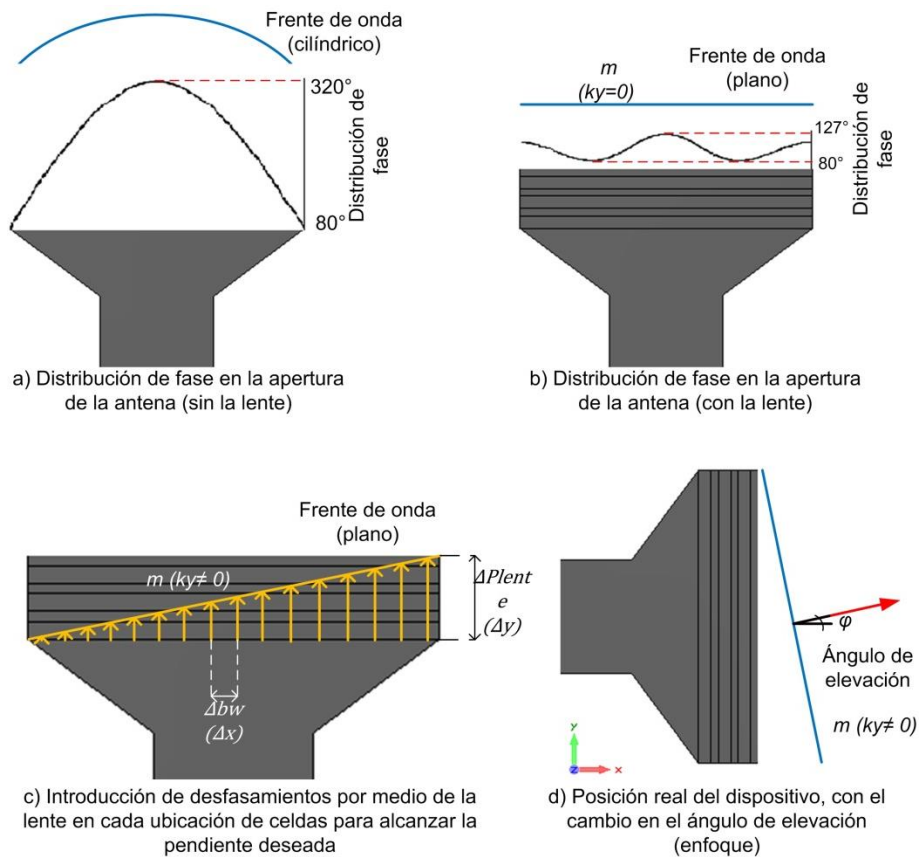 Frente de onda
(cilíndrico)
320°
Distribución de
fase
80°
a) Distribución de fase en la apertura
de la antena (sin la lente)
m
(ky=0)
Frente de onda
(plano)
127°
80°
Distribución de
fase
b) Distribución de fase en la apertura
de la antena (con la lente)
Frente de onda
(plano)
m (ky≠ 0)
ΔPlent
e
(Δy)
Δbw
(Δx)
c) Introducción de desfasamientos por medio de la
lente en cada ubicación de celdas para alcanzar la
pendiente deseada
φ
Ángulo de
elevación
m (ky≠ 0)
Y
Z
X
d) Posición real del dispositivo, con el
cambio en el ángulo de elevación
(enfoque)